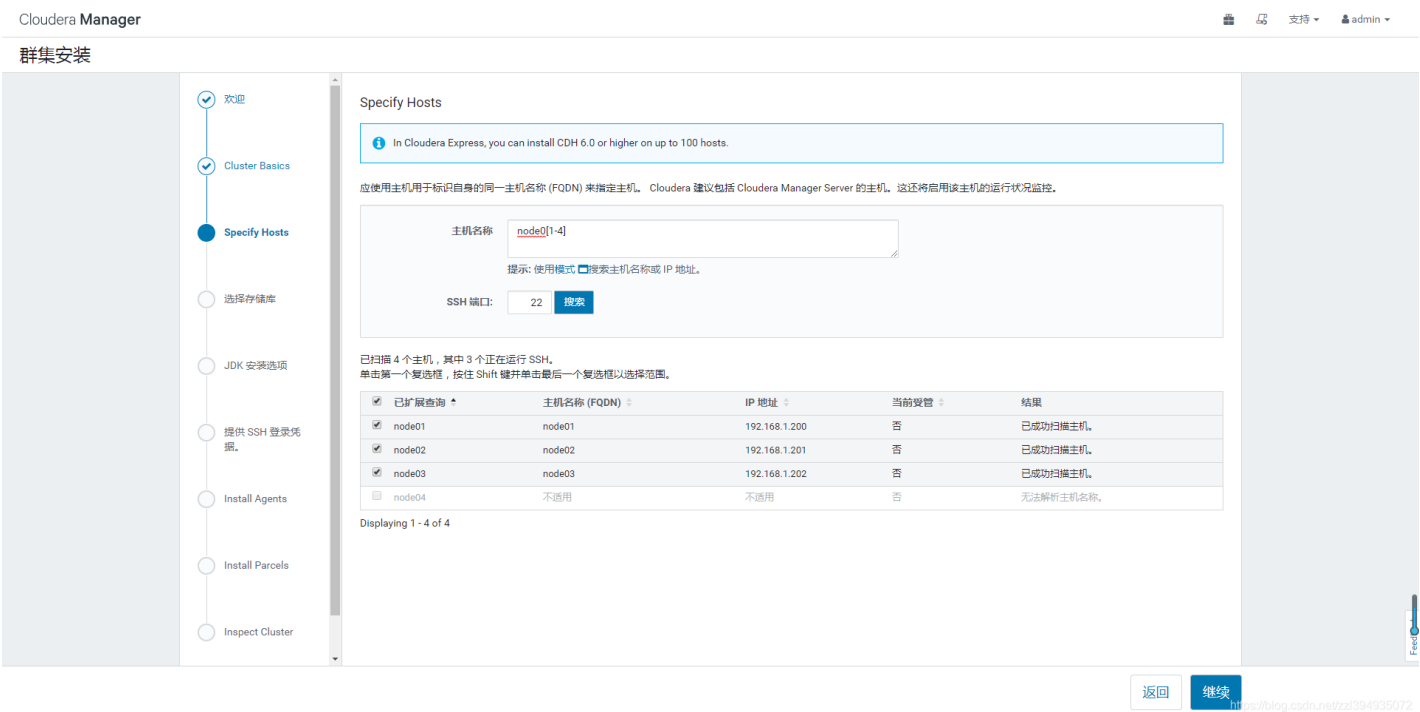 Cloudera Manager
支持
admin
群集安装
欢迎
Cluster Basics
Specify Hosts
选择存储库
JDK 安装选项
提供 SSH 登录凭
据。
Install Agents
Install Parcels
Inspect Cluster
Specify Hosts
In Cloudera Express, you can install CDH 6.0 or higher on up to 100 hosts.
应使用主机用于标识自身的同一主机名称 (FQDN) 来指定主机。 Cloudera 建议包括 Cloudera Manager Server 的主机。这还将启用该主机的运行状况监控。
主机名称 node0[1-4]
提示: 使用模式 搜索主机名称或 IP 地址。
SSH 端口: 22 搜索
已扫描 4 个主机，其中 3 个正在运行 SSH。
单击第一个复选框，按住 Shift 键并单击最后一个复选框以选择范围。
已扩展查询 主机名称 (FQDN) IP 地址 当前受管 结果
node01 node01 192.168.1.200 否 已成功扫描主机。
node02 node02 192.168.1.201 否 已成功扫描主机。
node03 node03 192.168.1.202 否 已成功扫描主机。
node04 不适用 不适用 否 无法解析主机名称。
Displaying 1 - 4 of 4
返回 继续
https://blog.csdn.net/zzl394935072